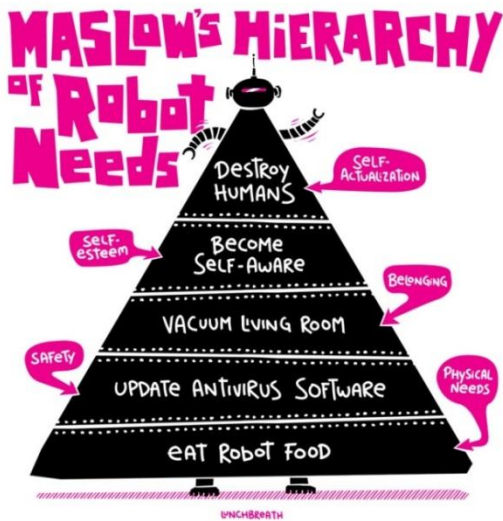 MASLOW'S HiERARCHY
OF ROBOT
NeeDS
DESTROY
HUMANS
SELF-
ACTUALIZATION
SELF-
eSTeeM
BECOME
SELF-AWARE
BeLONGiNG
VACUUM LiViNG ROOM
SAFeTY
UPDATE ANTiViRUS SOFTWARE
PHYSiCAL
NeeDS
eAT ROBOT FOOD
LUNCHBReATH